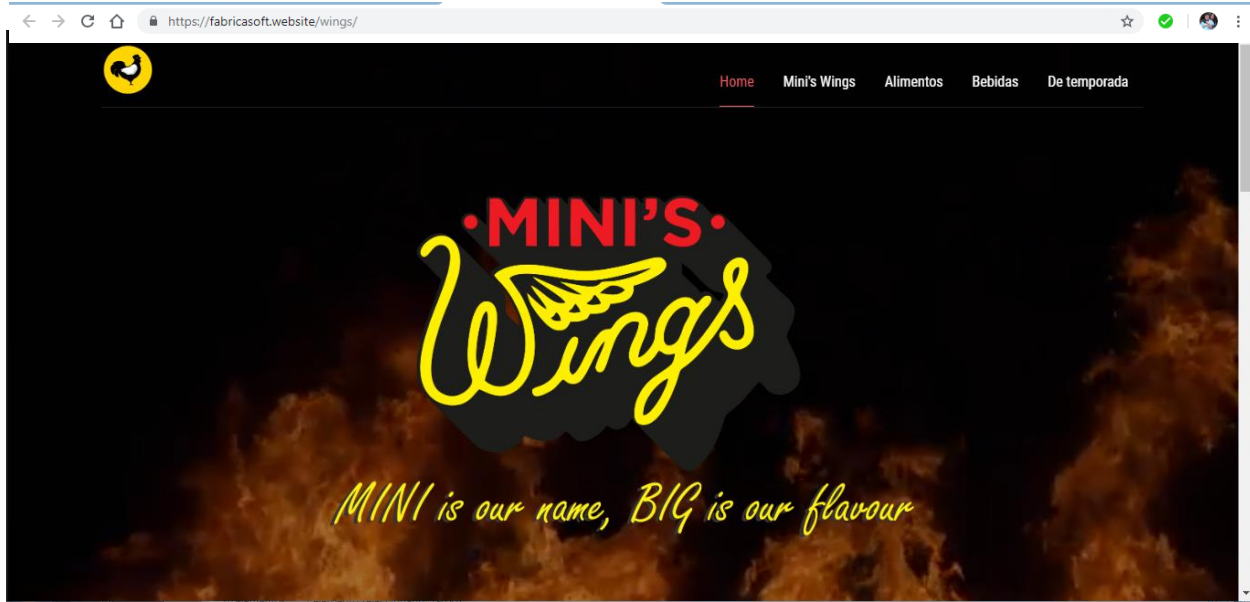 https://fabricasoft.website/wings/
Home Mini's Wings Alimentos Bebidas De temporada
•MINI'S•
Wings
MINI is our name, BIG is our flavour